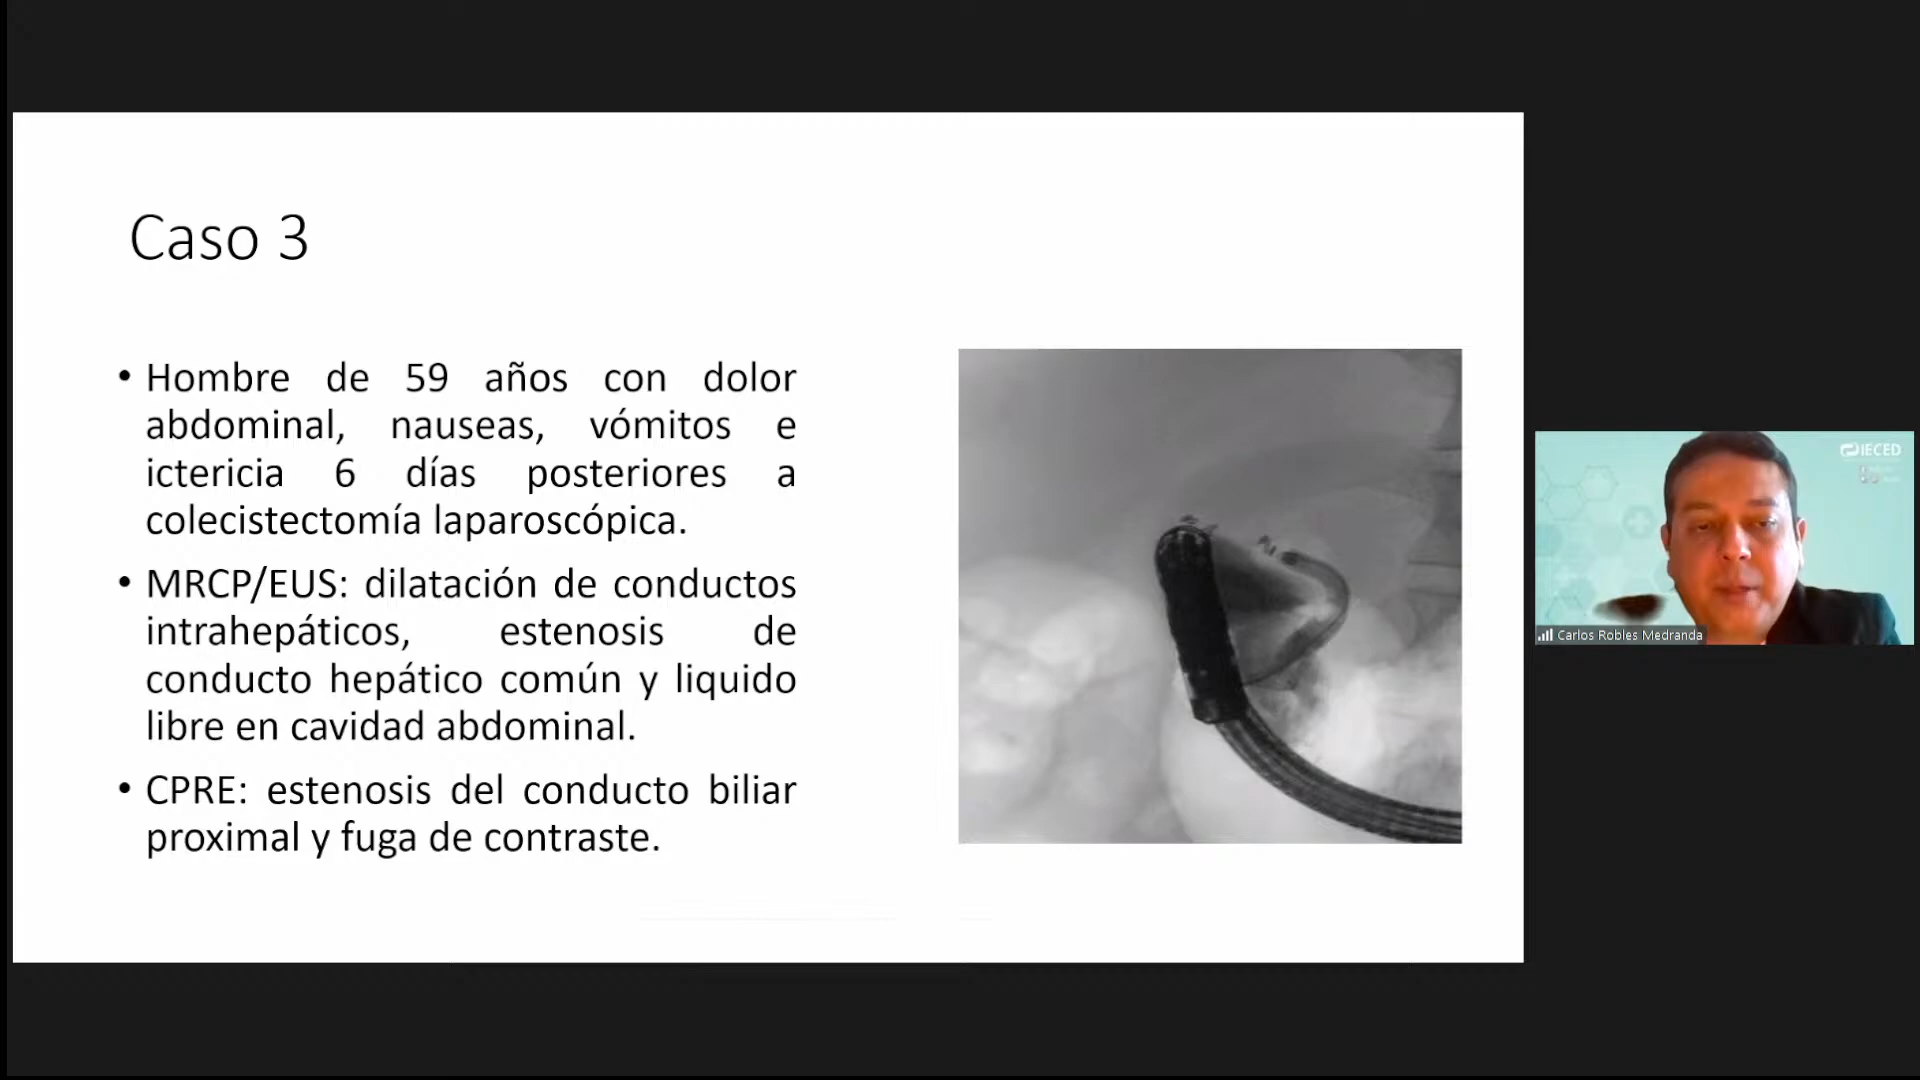 Caso 3
• Hombre de 59 años con dolor
abdominal, nauseas, vómitos e
ictericia 6 días posteriores a
colecistectomía laparoscópica.
• MRCP/EUS: dilatación de conductos
intrahepáticos, estenosis de
conducto hepático común y liquido
libre en cavidad abdominal.
• CPRE: estenosis del conducto biliar
proximal y fuga de contraste.
IECED
Carlos Robles Medranda